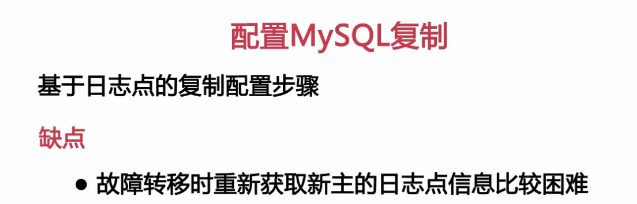 配置MySQL复制
基于日志点的复制配置步骤
缺点
● 故障转移时重新获取新主的日志点信息比较困难